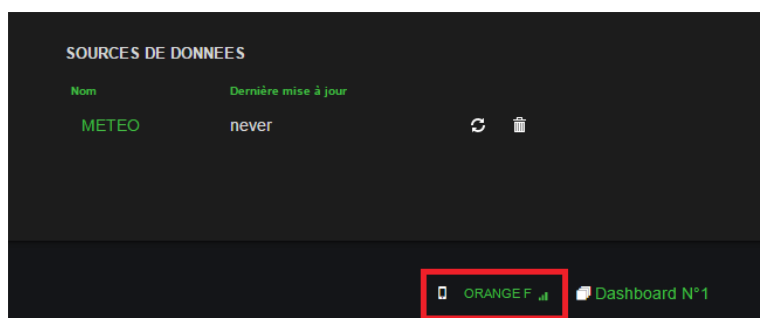 SOURCES DE DONNEES
Nom Dernière mise à jour
METEO never
ORANGE F Dashboard N°1